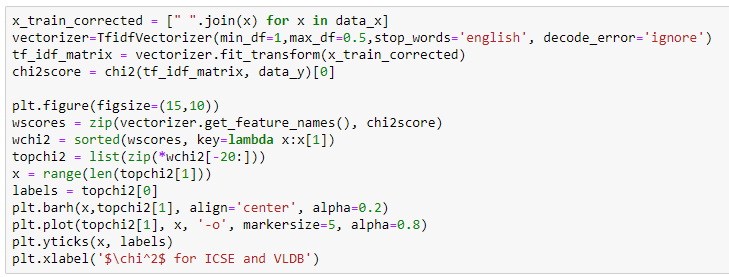 x_train_corrected = [" ".join(x) for x in data_x]
vectorizer=TfidfVectorizer(min_df=1,max_df=0.5,stop_words='english', decode_error='ignore')
tf_idf_matrix = vectorizer.fit_transform(x_train_corrected)
chi2score = chi2(tf_idf_matrix, data_y)[0]

plt.figure(figsize=(15,10))
wscores = zip(vectorizer.get_feature_names(), chi2score)
wchi2 = sorted(wscores, key=lambda x:x[1])
topchi2 = list(zip(*wchi2[-20:]))
x = range(len(topchi2[1]))
labels = topchi2[0]
plt.barh(x,topchi2[1], align='center', alpha=0.2)
plt.plot(topchi2[1], x, '-o', markersize=5, alpha=0.8)
plt.yticks(x, labels)
plt.xlabel('$\chi^2$ for ICSE and VLDB')